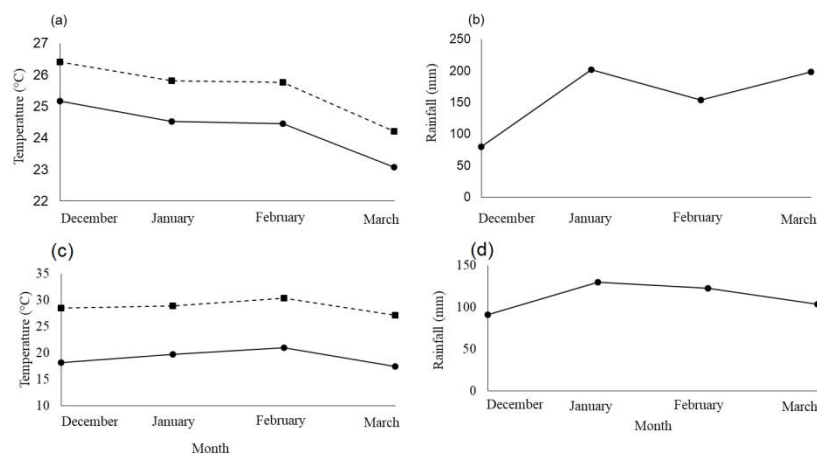 (a)
27
26
25
24
23
22
Temperature (°C)
December January February March
(b)
250
200
150
100
50
0
Rainfall (mm)
December January February March
(c)
35
30
25
20
15
10
Temperature (°C)
December January February March
Month
(d)
150
100
50
0
Rainfall (mm)
December January February March
Month